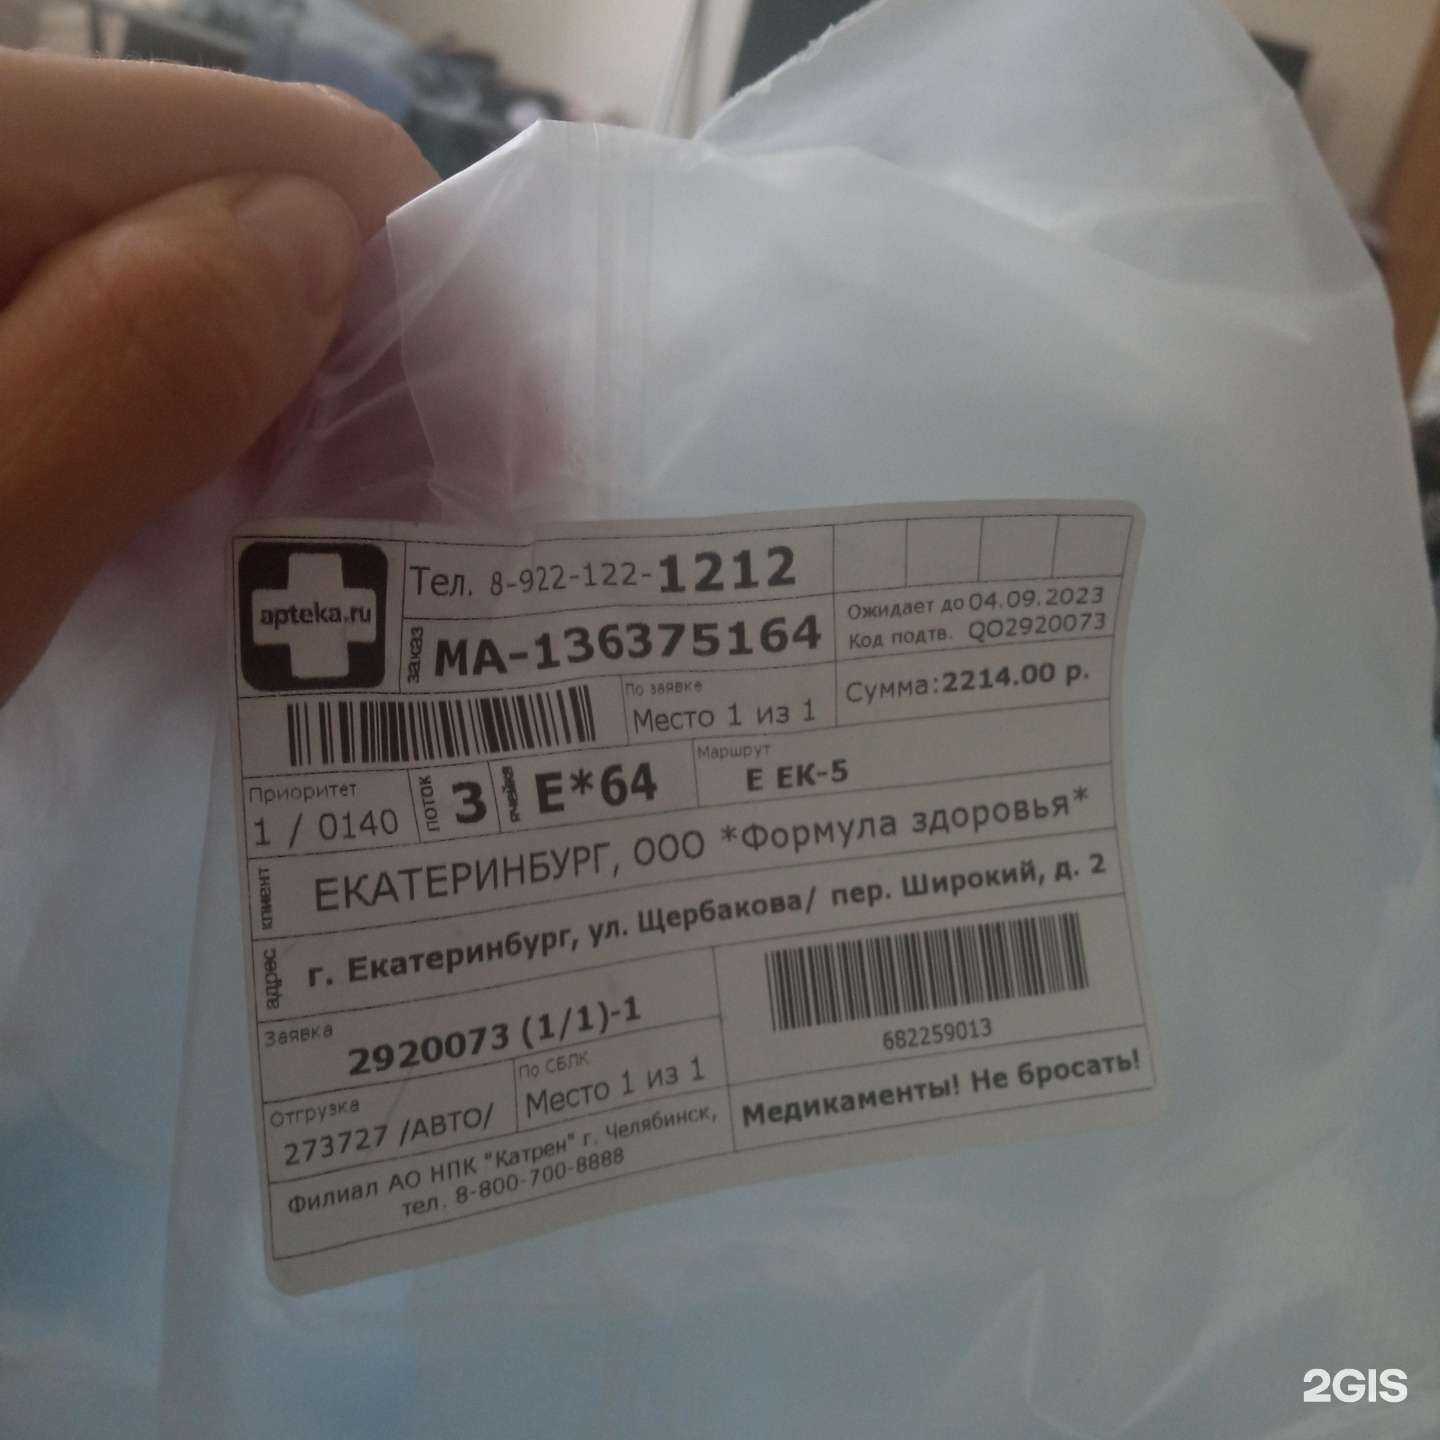 apteka.ru
Тел. 8-922-122-1212
заказ МА-136375164
Ожидает до 04.09.2023
Код подтв. QO2920073
По заявке
Место 1 из 1
Сумма:2214.00 р.
Приоритет
1 / 0140
поток 3
ячейка Е*64
Маршрут
Е ЕК-5
клиент ЕКАТЕРИНБУРГ, ООО *Формула здоровья*
адрес г. Екатеринбург, ул. Щербакова/ пер. Широкий, д. 2
Заявка
2920073 (1/1)-1
682259013
Отгрузка
273727 /АВТО/
По СБЛК
Место 1 из 1
Медикаменты! Не бросать!
Филиал АО НПК "Катрен" г. Челябинск,
тел. 8-800-700-8888
2GIS